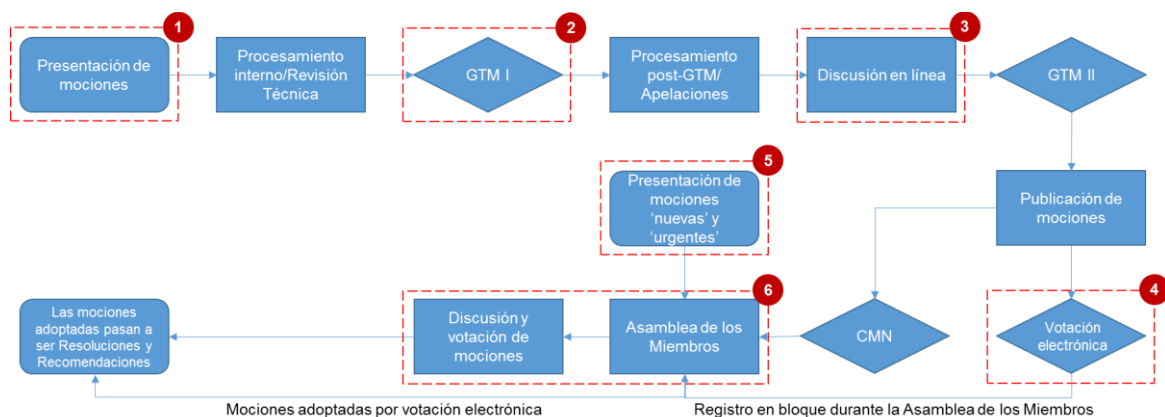 1
Presentación de
mociones
Procesamiento
interno/Revisión
Técnica
2
GTM I
Procesamiento
post-GTM/
Apelaciones
3
Discusión en línea
GTM II
5
Presentación de
mociones
‘nuevas’ y
‘urgentes’
Publicación de
mociones
Las mociones
adoptadas pasan a
ser Resoluciones y
Recomendaciones
6
Discusión y
votación de
mociones
Asamblea de los
Miembros
CMN
4
Votación
electrónica
Mociones adoptadas por votación electrónica
Registro en bloque durante la Asamblea de los Miembros